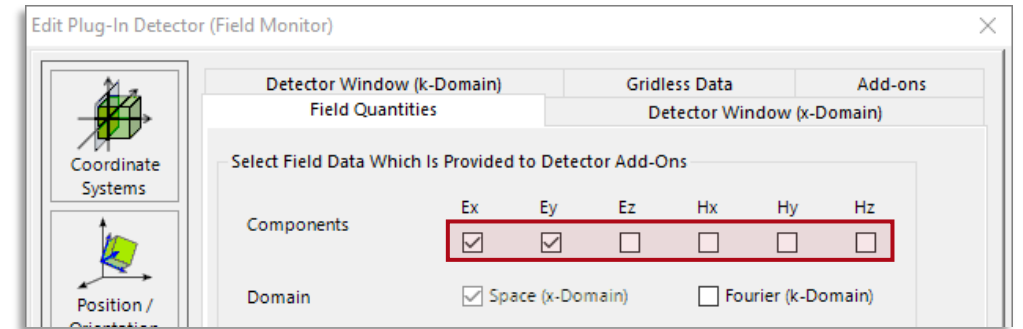 Edit Plug-In Detector (Field Monitor)
Detector Window (k-Domain) Gridless Data Add-ons
Field Quantities Detector Window (x-Domain)
Coordinate
Systems
Position /
Select Field Data Which Is Provided to Detector Add-Ons
Ex Ey Ez Hx Hy Hz
Components
Domain Space (x-Domain) Fourier (k-Domain)